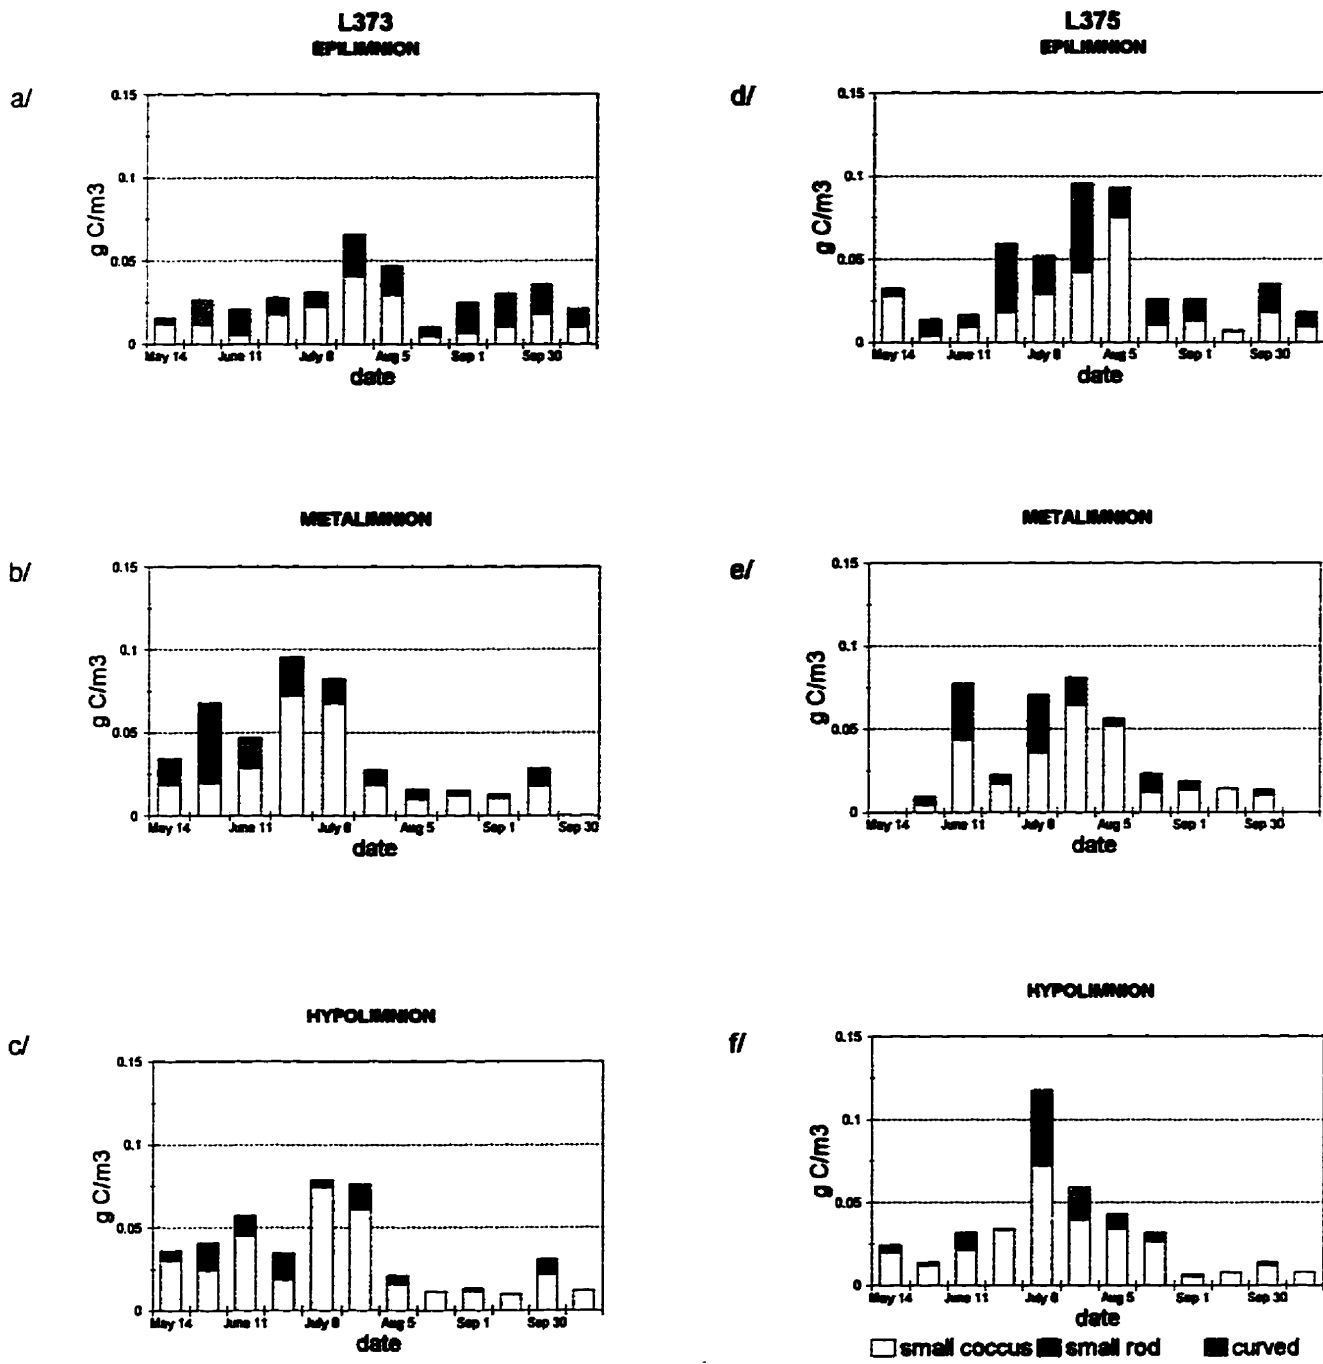 L373
EPILIMNION
a/
0.15
0.1
0.05
0
g C/m3
May 14 June 11 July 8 Aug 5 Sep 1 Sep 30
date
L375
EPILIMNION
d/
0.15
0.1
0.05
0
g C/m3
May 14 June 11 July 8 Aug 5 Sep 1 Sep 30
date
METALIMNION
b/
0.15
0.1
0.05
0
g C/m3
May 14 June 11 July 8 Aug 5 Sep 1 Sep 30
date
METALIMNION
e/
0.15
0.1
0.05
0
g C/m3
May 14 June 11 July 8 Aug 5 Sep 1 Sep 30
date
HYPOLIMNION
c/
0.15
0.1
0.05
0
g C/m3
May 14 June 11 July 8 Aug 5 Sep 1 Sep 30
date
HYPOLIMNION
f/
0.15
0.1
0.05
0
g C/m3
May 14 June 11 July 8 Aug 5 Sep 1 Sep 30
date
small coccus small rod curved